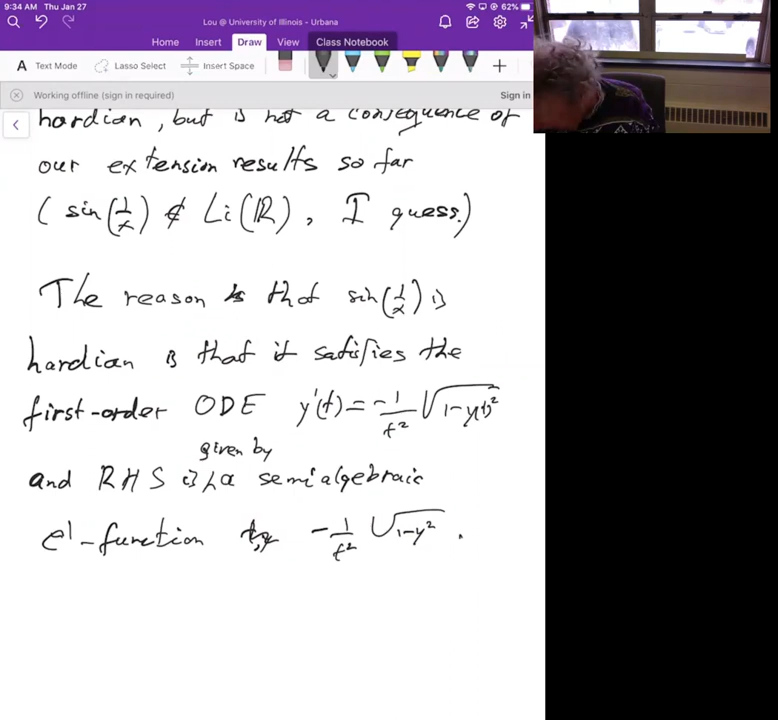 9:34 AM Thu Jan 27
62%
Lou @ University of Illinois - Urbana
Home Insert Draw View Class Notebook
A Text Mode Lasso Select Insert Space
Working offline (sign in required) Sign in
hardian, but is not a consequence of
our extension results so far
( sin(1/x) ∉ Li(ℝ), I guess.)
The reason that sin(1/x) is
hardian is that it satisfies the
first-order ODE y'(t) = -1/t² √1-y(t)²
given by
and RHS is a semialgebraic
C¹-function t,y -1/t² √1-y² .